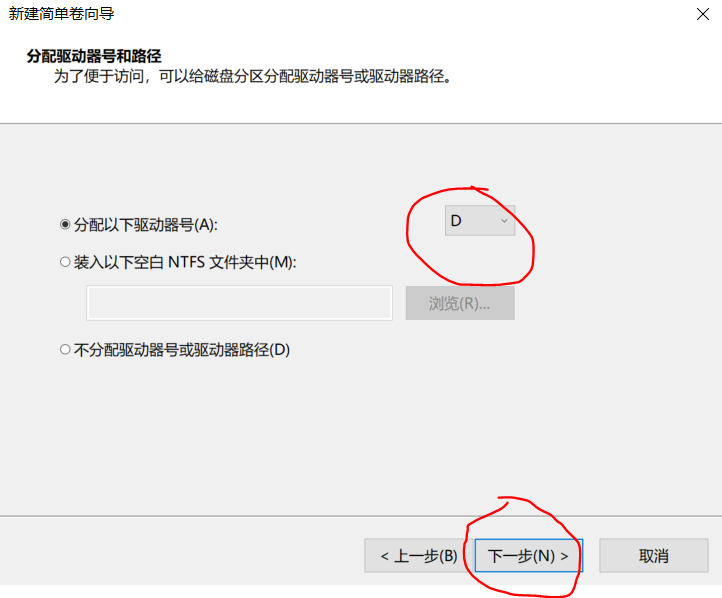 新建简单卷向导
分配驱动器号和路径
为了便于访问，可以给磁盘分区分配驱动器号或驱动器路径。
分配以下驱动器号(A): D
装入以下空白 NTFS 文件夹中(M):
浏览(R)...
不分配驱动器号或驱动器路径(D)
< 上一步(B) 下一步(N) > 取消